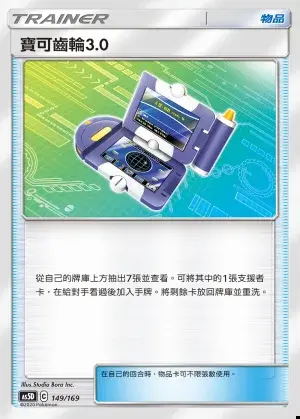 TRAINER
物品
寶可齒輪3.0
從自己的牌庫上方抽出7張並查看。可將其中的1張支援者
卡，在給對手看過後加入手牌。將剩餘卡放回牌庫並重洗。
在自己的回合時，物品卡可不限張數使用。
Illus. Studio Bora Inc.
AS5D C 149/169
©2020 Pokémon